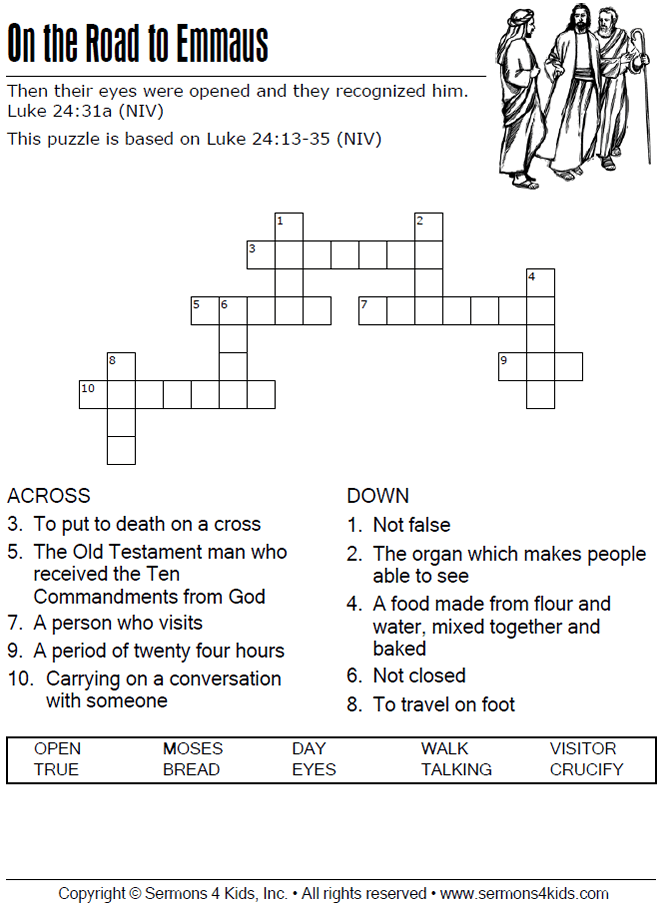 On the Road to Emmaus
Then their eyes were opened and they recognized him.
Luke 24:31a (NIV)
This puzzle is based on Luke 24:13-35 (NIV)
1
2
3
4
5
6
7
8
9
10
ACROSS
3. To put to death on a cross
5. The Old Testament man who
received the Ten
Commandments from God
7. A person who visits
9. A period of twenty four hours
10. Carrying on a conversation
with someone
DOWN
1. Not false
2. The organ which makes people
able to see
4. A food made from flour and
water, mixed together and
baked
6. Not closed
8. To travel on foot
OPEN MOSES DAY WALK VISITOR
TRUE BREAD EYES TALKING CRUCIFY
Copyright © Sermons 4 Kids, Inc. • All rights reserved • www.sermons4kids.com